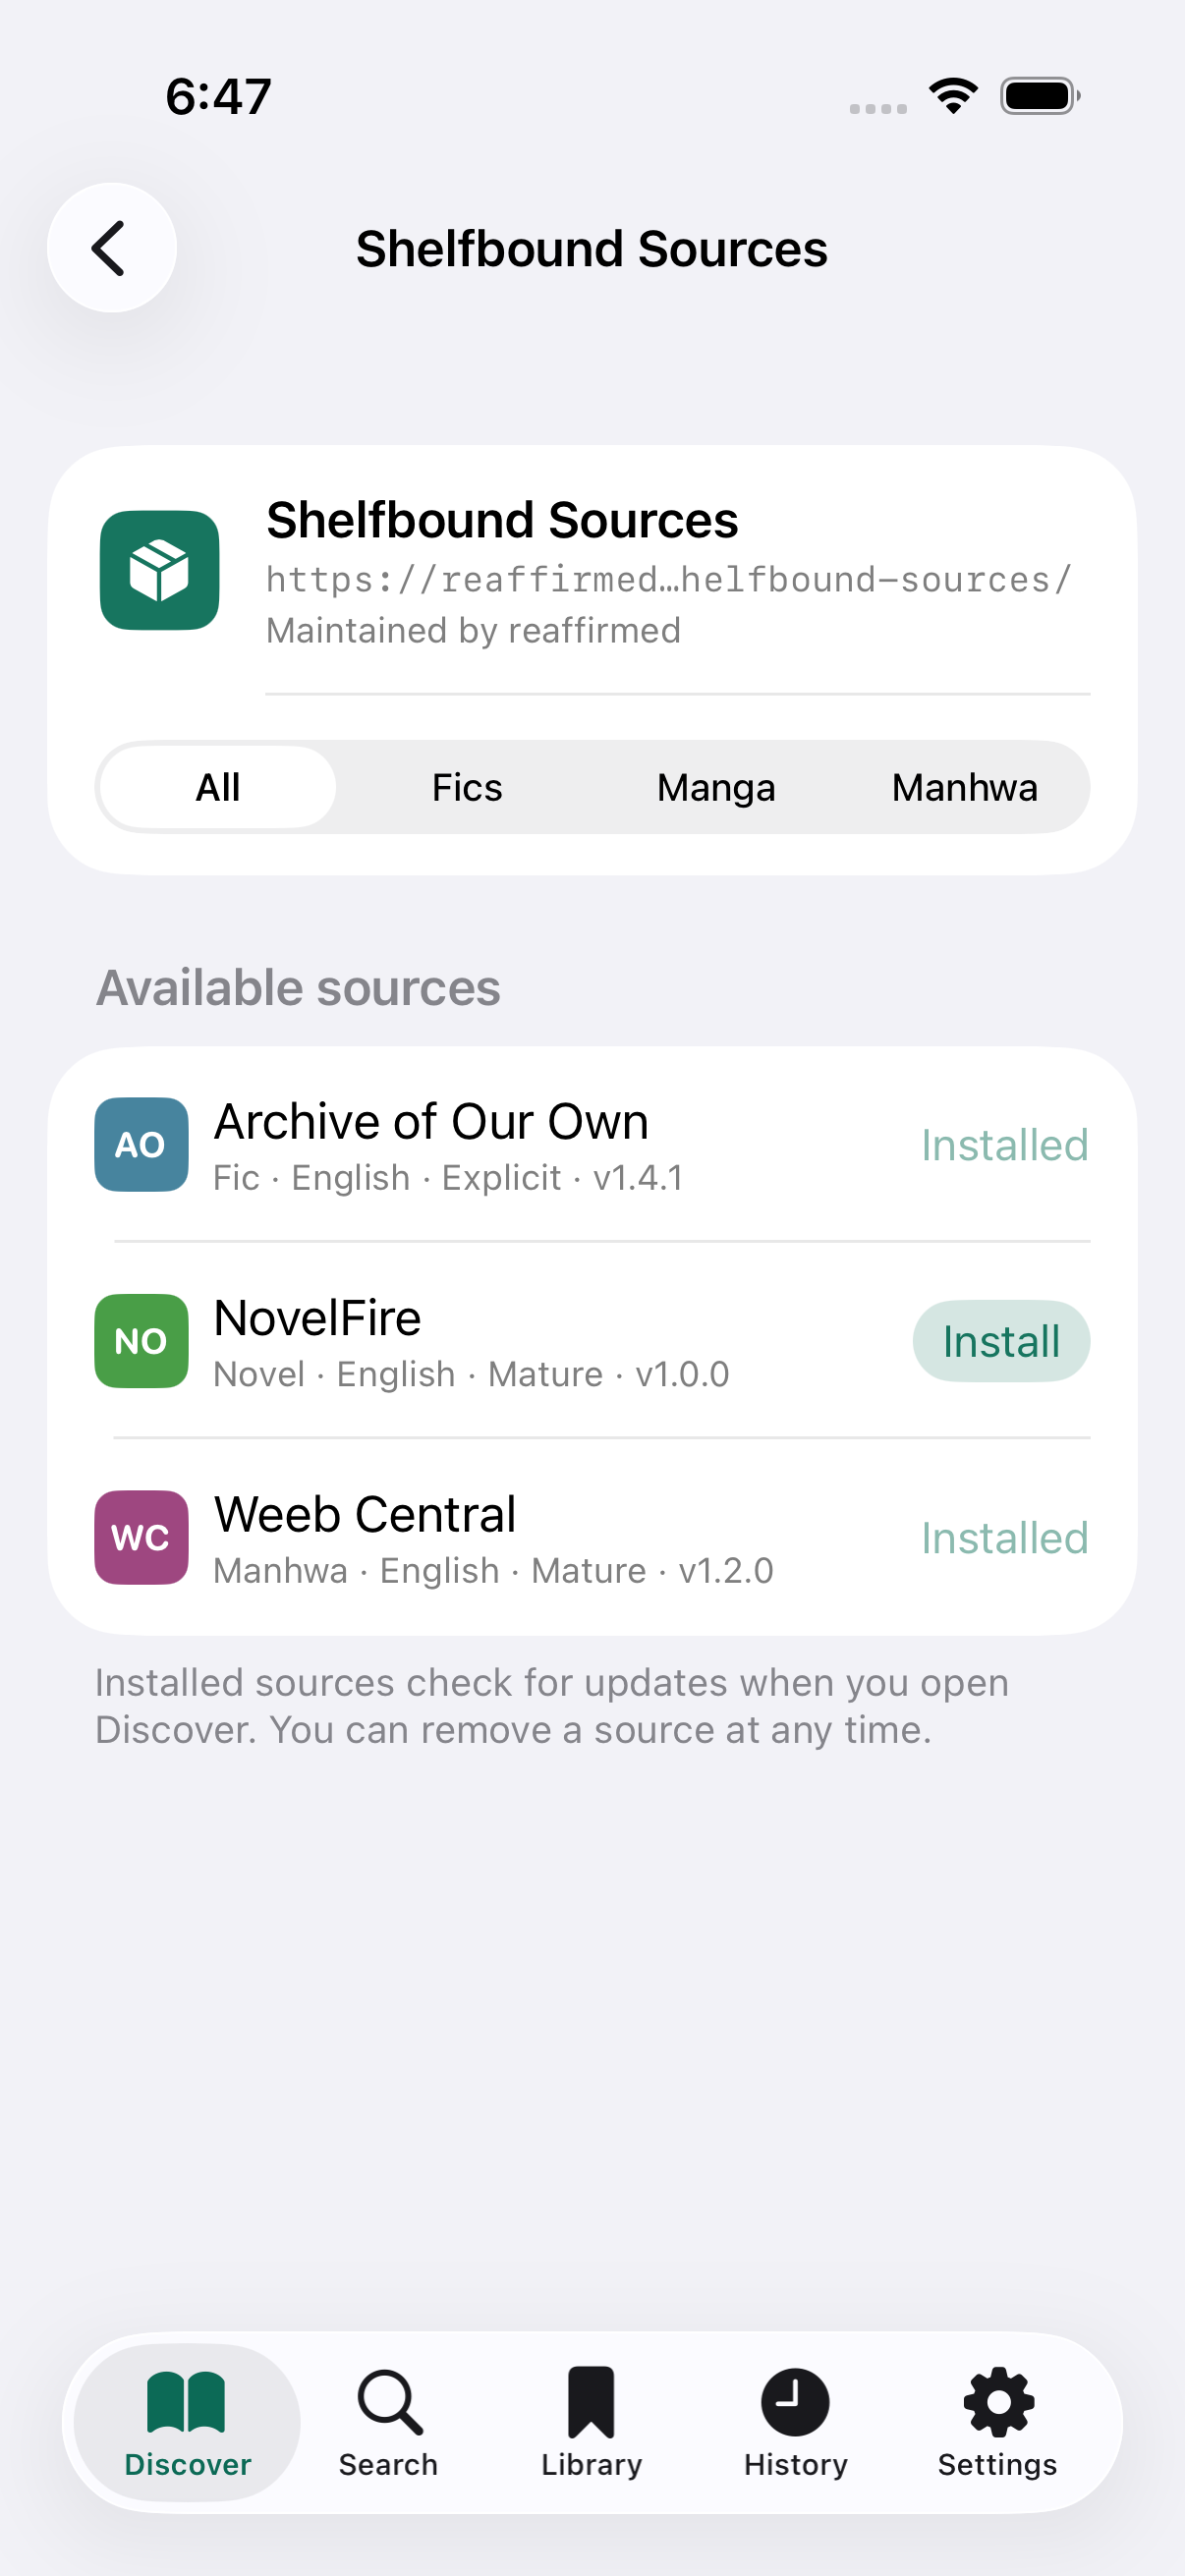 6:47
Shelfbound Sources
Shelfbound Sources
https://reaffirmed…helfbound-sources/
Maintained by reaffirmed
All
Fics
Manga
Manhwa
Available sources
AO
Archive of Our Own
Fic · English · Explicit · v1.4.1
Installed
NO
NovelFire
Novel · English · Mature · v1.0.0
Install
WC
Weeb Central
Manhwa · English · Mature · v1.2.0
Installed
Installed sources check for updates when you open
Discover. You can remove a source at any time.
Discover
Search
Library
History
Settings